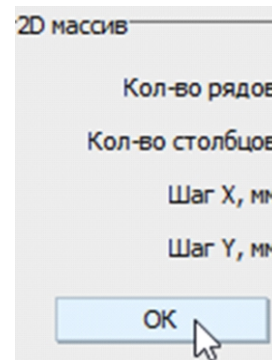 2D массив
Кол-во рядов
Кол-во столбцов
Шаг X, мм
Шаг Y, мм
OK